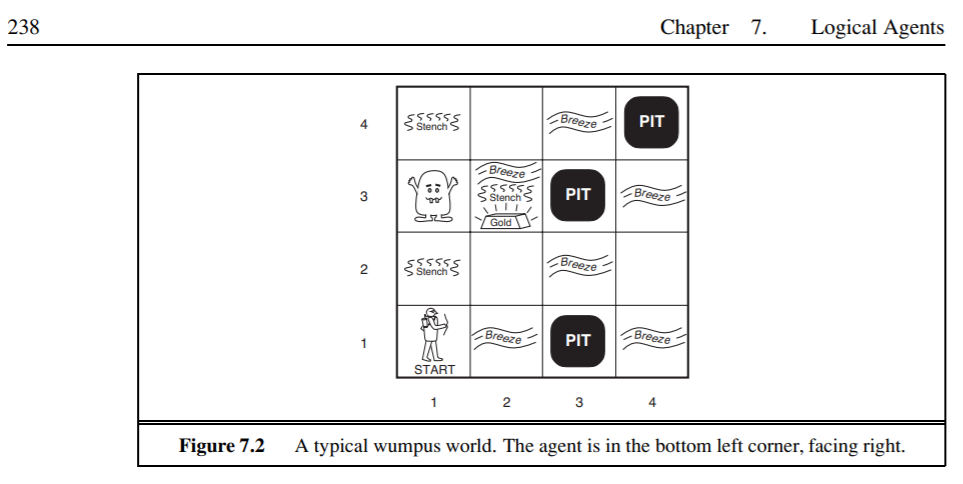 238 Chapter 7. Logical Agents
4 Stench Breeze PIT
3 Breeze Stench Gold PIT Breeze
2 Stench Breeze
1 START Breeze PIT Breeze
1 2 3 4
Figure 7.2 A typical wumpus world. The agent is in the bottom left corner, facing right.